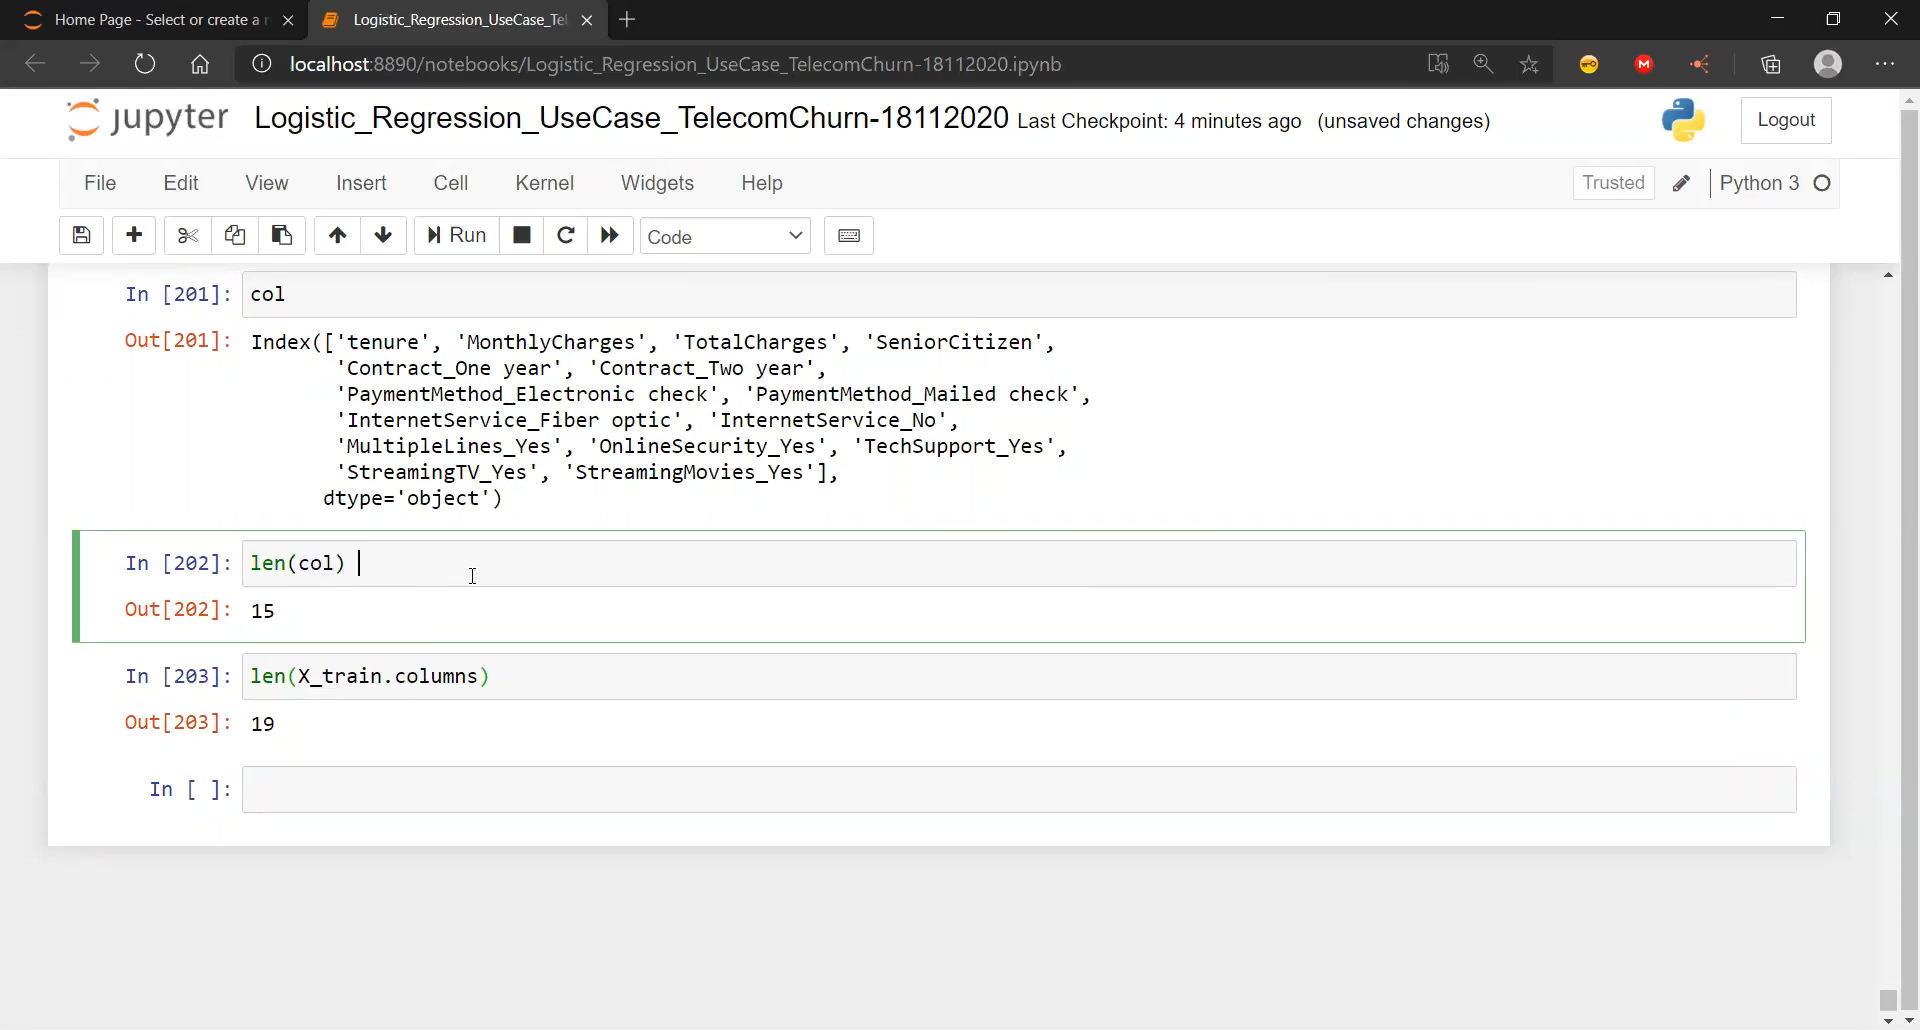 Home Page - Select or create a n
Logistic_Regression_UseCase_Tel
localhost:8890/notebooks/Logistic_Regression_UseCase_TelecomChurn-18112020.ipynb
M
jupyter Logistic_Regression_UseCase_TelecomChurn-18112020 Last Checkpoint: 4 minutes ago (unsaved changes) Logout
File Edit View Insert Cell Kernel Widgets Help Trusted Python 3
Run Code
In [201]: col
Out[201]: Index(['tenure', 'MonthlyCharges', 'TotalCharges', 'SeniorCitizen',
'Contract_One year', 'Contract_Two year',
'PaymentMethod_Electronic check', 'PaymentMethod_Mailed check',
'InternetService_Fiber optic', 'InternetService_No',
'MultipleLines_Yes', 'OnlineSecurity_Yes', 'TechSupport_Yes',
'StreamingTV_Yes', 'StreamingMovies_Yes'],
dtype='object')
In [202]: len(col)
Out[202]: 15
In [203]: len(X_train.columns)
Out[203]: 19
In [ ]: